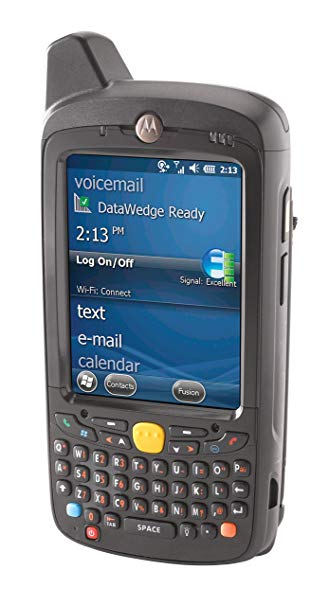 2:13
voicemail
DataWedge Ready
2:13 PM
Log On/Off
Signal: Excellent
Wi-Fi: Connect
text
e-mail
calendar
Contacts
Fusion
Q W E R T Y U I O P
A S D F G H J K L
Z X C V B N M
TAB
SPACE